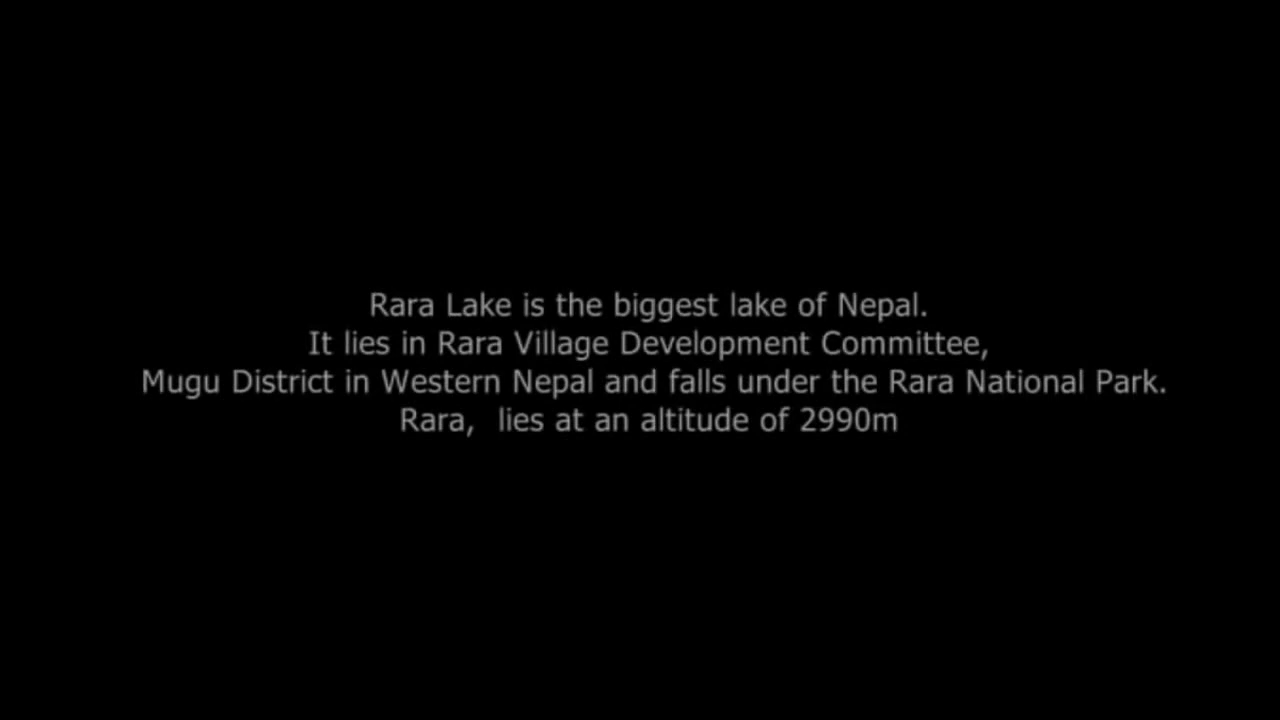 Rara Lake is the biggest lake of Nepal.
It lies in Rara Village Development Committee,
Mugu District in Western Nepal and falls under the Rara National Park.
Rara,  lies at an altitude of 2990m